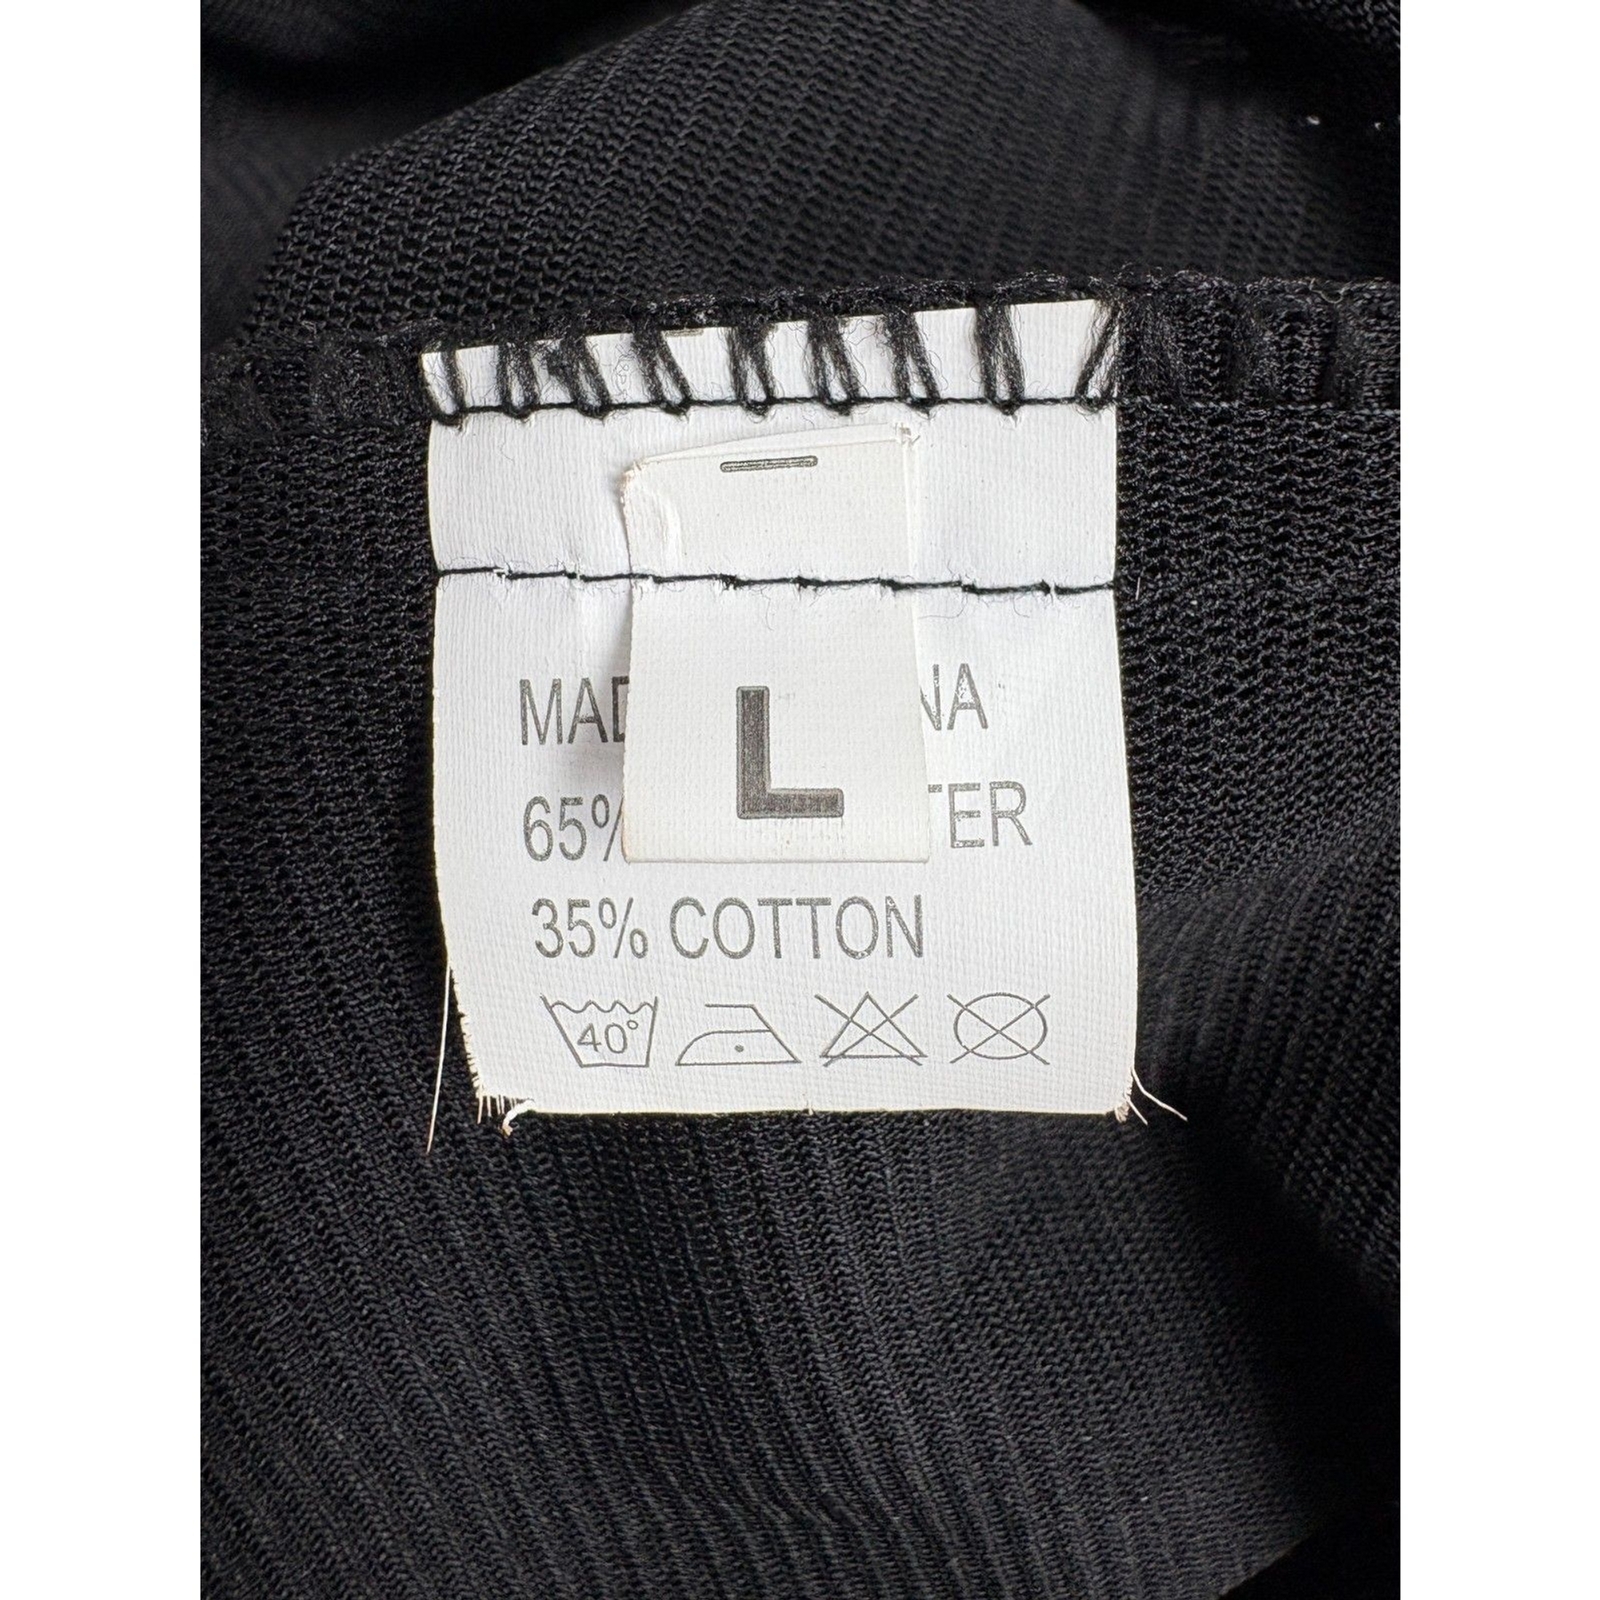 L
MAD NA
65% TER
35% COTTON
40°